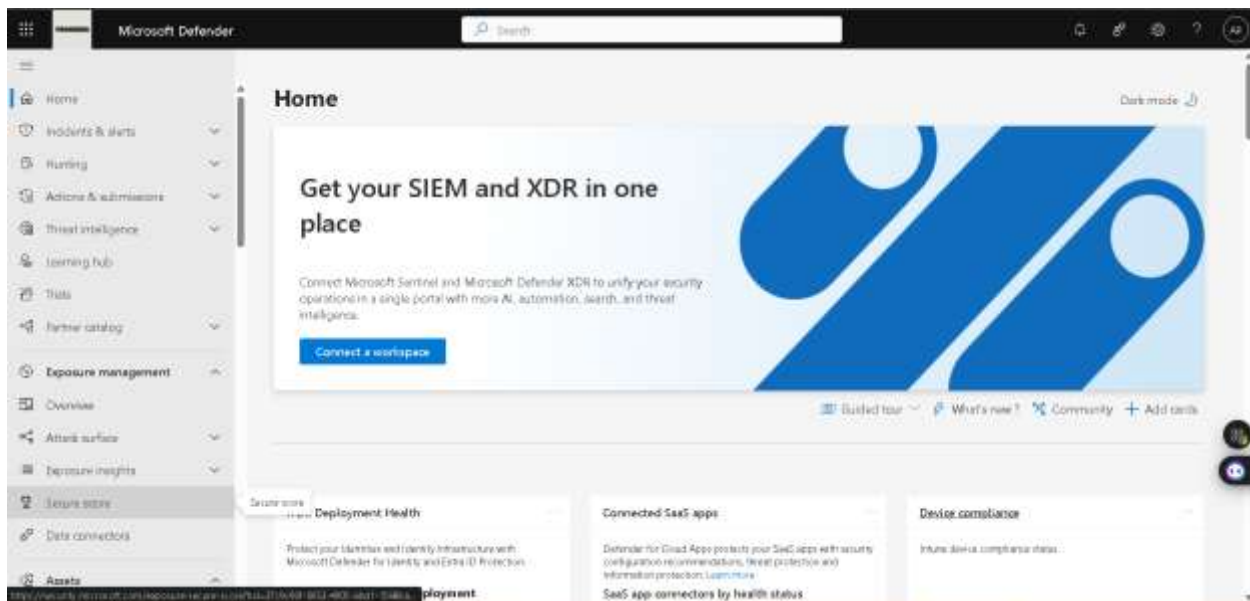 Microsoft Defender
Search
AP
Home
Incidents & alerts
Hunting
Actions & submissions
Threat intelligence
Learning hub
Trials
Partner catalog
Exposure management
Overview
Attack surface
Exposure insights
Secure score
Data connectors
Assets
Home
Dark mode
Get your SIEM and XDR in one
place
Connect Microsoft Sentinel and Microsoft Defender XDR to unify your security
operations in a single portal with more AI, automation, search, and threat
intelligence.
Connect a workspace
Guided tour
What's new?
Community
Add cards
Secure score
Deployment Health
Protect your identities and identity infrastructure with
Microsoft Defender for Identity and Entra ID Protection.
ployment
Connected SaaS apps
Defender for Cloud Apps protects your SaaS apps with security
configuration recommendations, threat protection and
information protection. Learn more
SaaS app connectors by health status
Device compliance
Intune device compliance status